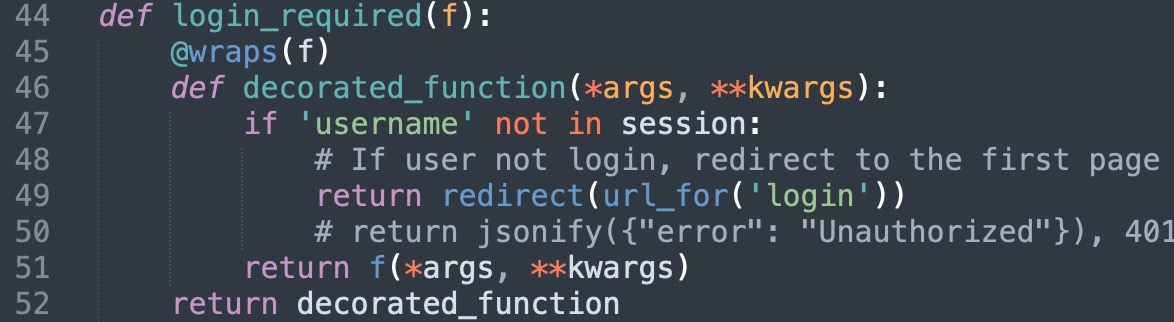 44 def login_required(f):
45     @wraps(f)
46     def decorated_function(*args, **kwargs):
47         if 'username' not in session:
48             # If user not login, redirect to the first page
49             return redirect(url_for('login'))
50             # return jsonify({"error": "Unauthorized"}), 401
51         return f(*args, **kwargs)
52     return decorated_function